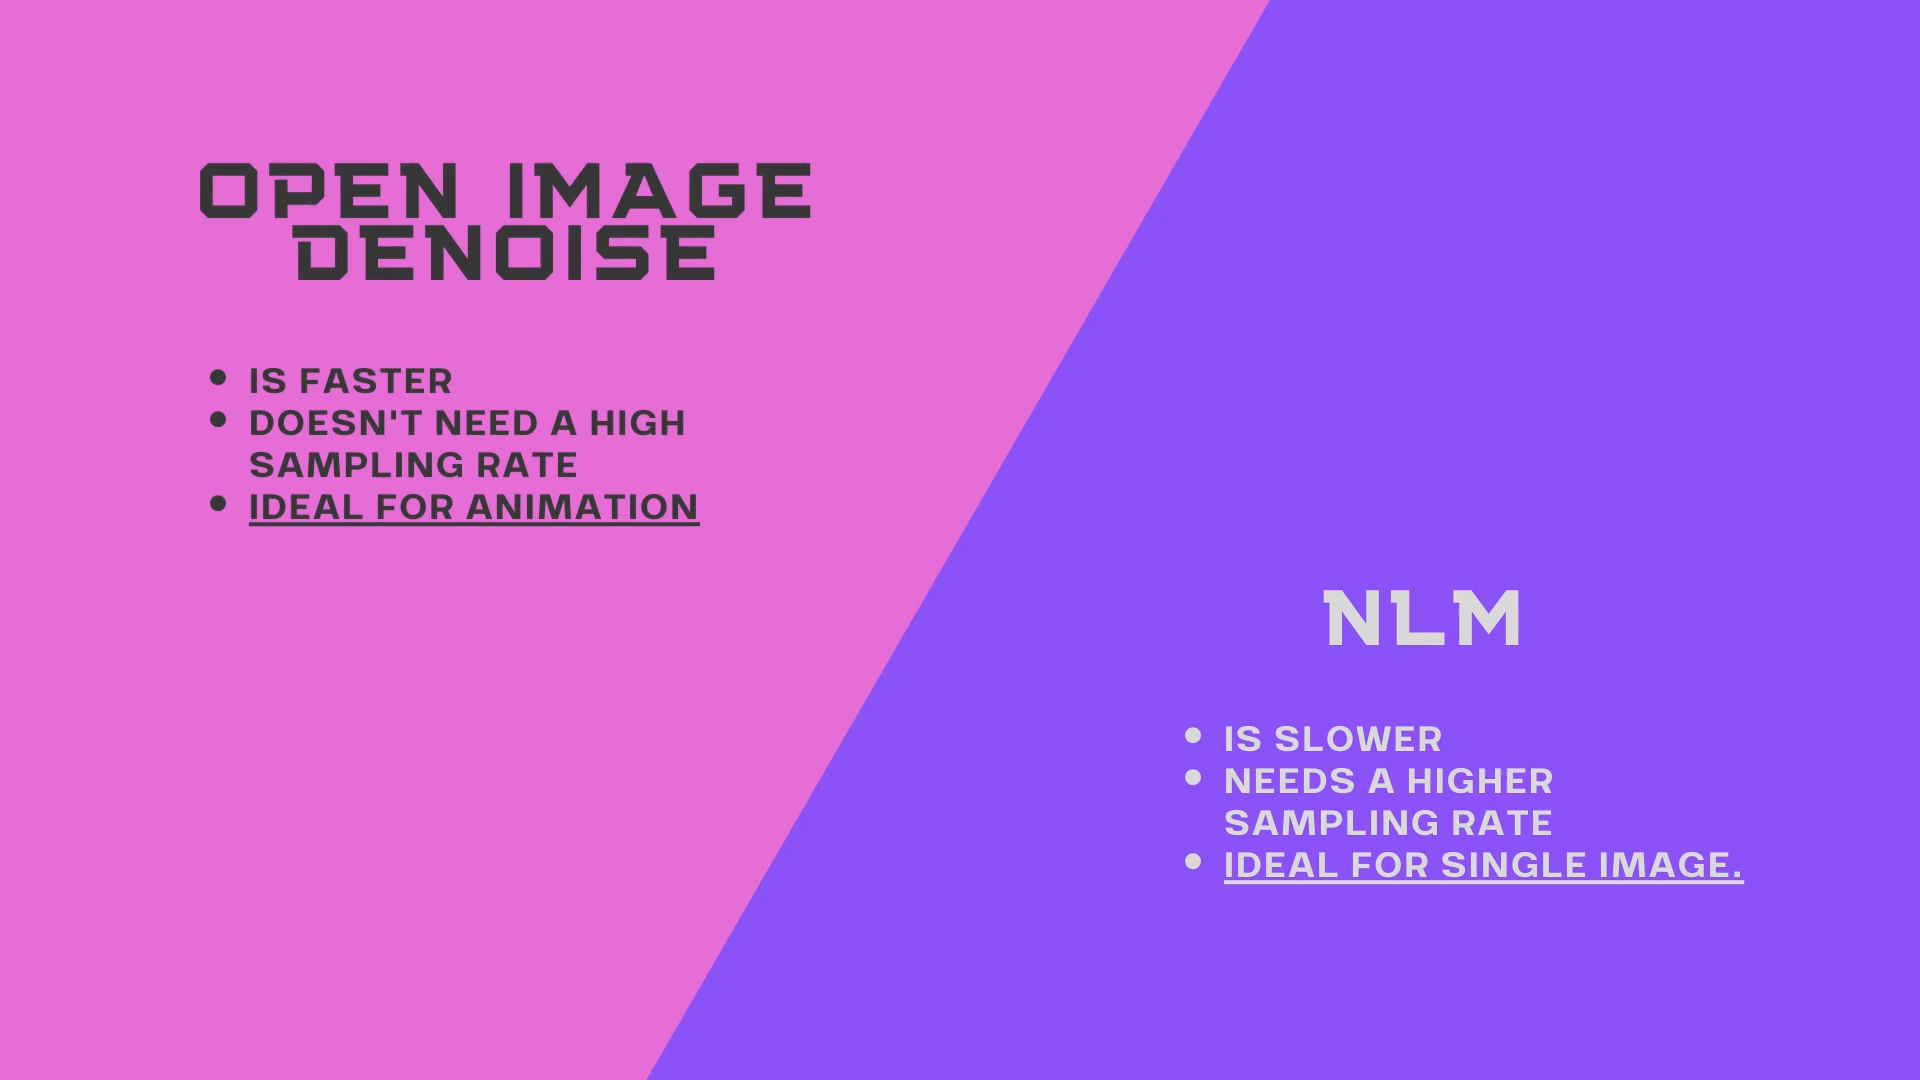 OPEN IMAGE
DENOISE
• IS FASTER
• DOESN'T NEED A HIGH
SAMPLING RATE
• IDEAL FOR ANIMATION
NLM
• IS SLOWER
• NEEDS A HIGHER
SAMPLING RATE
• IDEAL FOR SINGLE IMAGE.